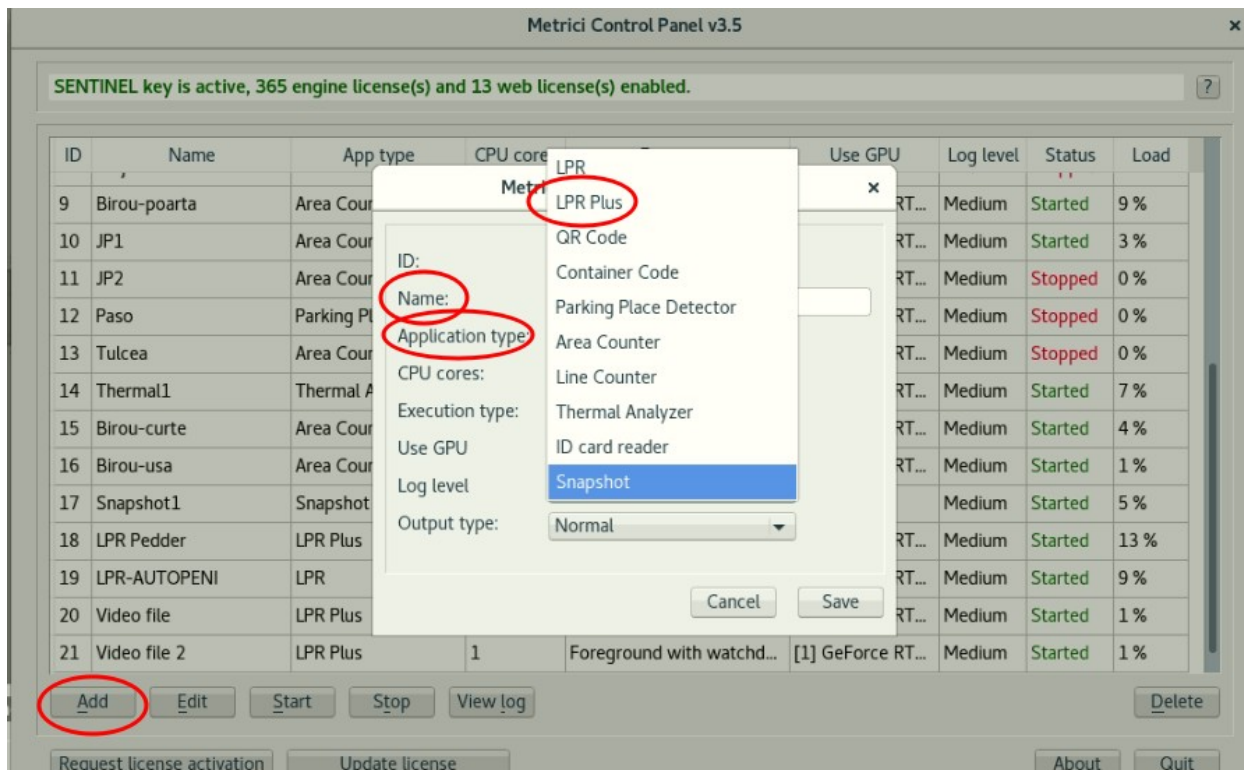 Metrici Control Panel v3.5
SENTINEL key is active, 365 engine license(s) and 13 web license(s) enabled. ?
ID Name App type CPU core Use GPU Log level Status Load
9 Birou-poarta Area Cour RT... Medium Started 9 %
10 JP1 Area Cour RT... Medium Started 3 %
11 JP2 Area Cour RT... Medium Stopped 0 %
12 Paso Parking Pl RT... Medium Stopped 0 %
13 Tulcea Area Cour RT... Medium Stopped 0 %
14 Thermal1 Thermal A RT... Medium Started 7 %
15 Birou-curte Area Cour RT... Medium Started 4 %
16 Birou-usa Area Cour RT... Medium Started 1 %
17 Snapshot1 Snapshot Medium Started 5 %
18 LPR Pedder LPR Plus RT... Medium Started 13 %
19 LPR-AUTOPENI LPR RT... Medium Started 9 %
20 Video file LPR Plus RT... Medium Started 1 %
21 Video file 2 LPR Plus 1 Foreground with watchd... [1] GeForce RT... Medium Started 1 %
Metri
ID:
Name:
Application type:
CPU cores:
Execution type:
Use GPU
Log level
Output type: Normal
LPR
LPR Plus
QR Code
Container Code
Parking Place Detector
Area Counter
Line Counter
Thermal Analyzer
ID card reader
Snapshot
Cancel Save
Add Edit Start Stop View log Delete
Request license activation Update license About Quit